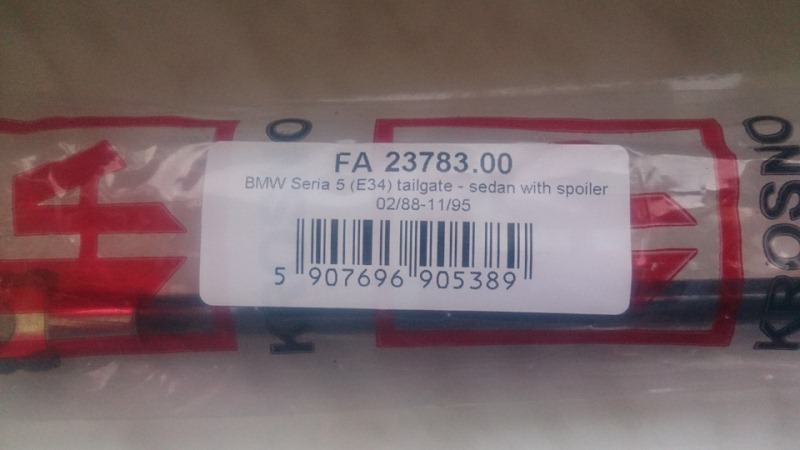 FA 23783.00
BMW Seria 5 (E34) tailgate - sedan with spoiler
02/88-11/95
5 907696 905389
KROSNO